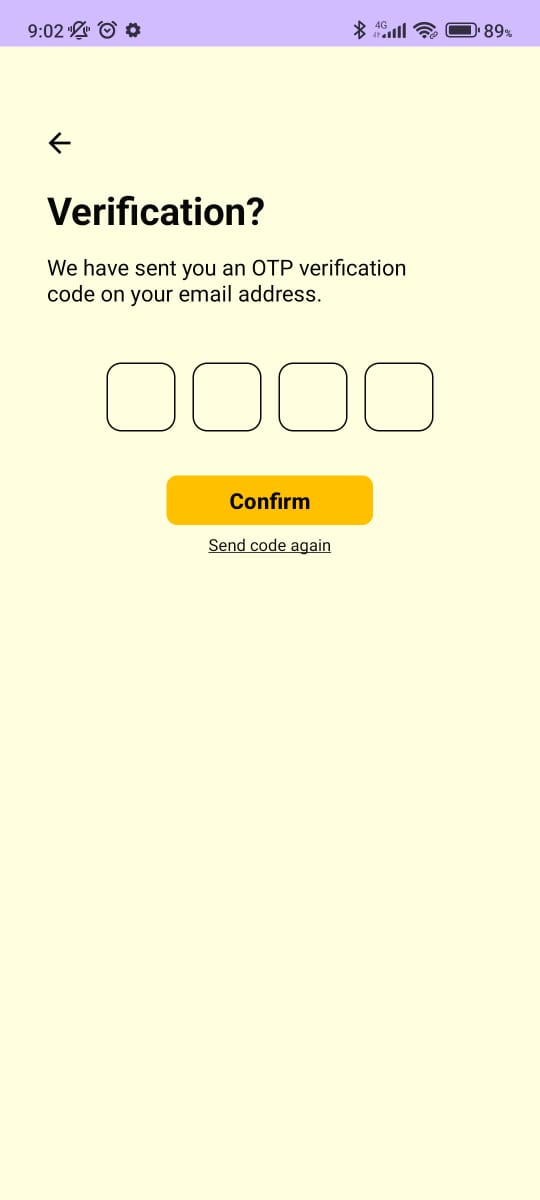 9:02 4G 89%
Verification?
We have sent you an OTP verification
code on your email address.
Confirm
Send code again